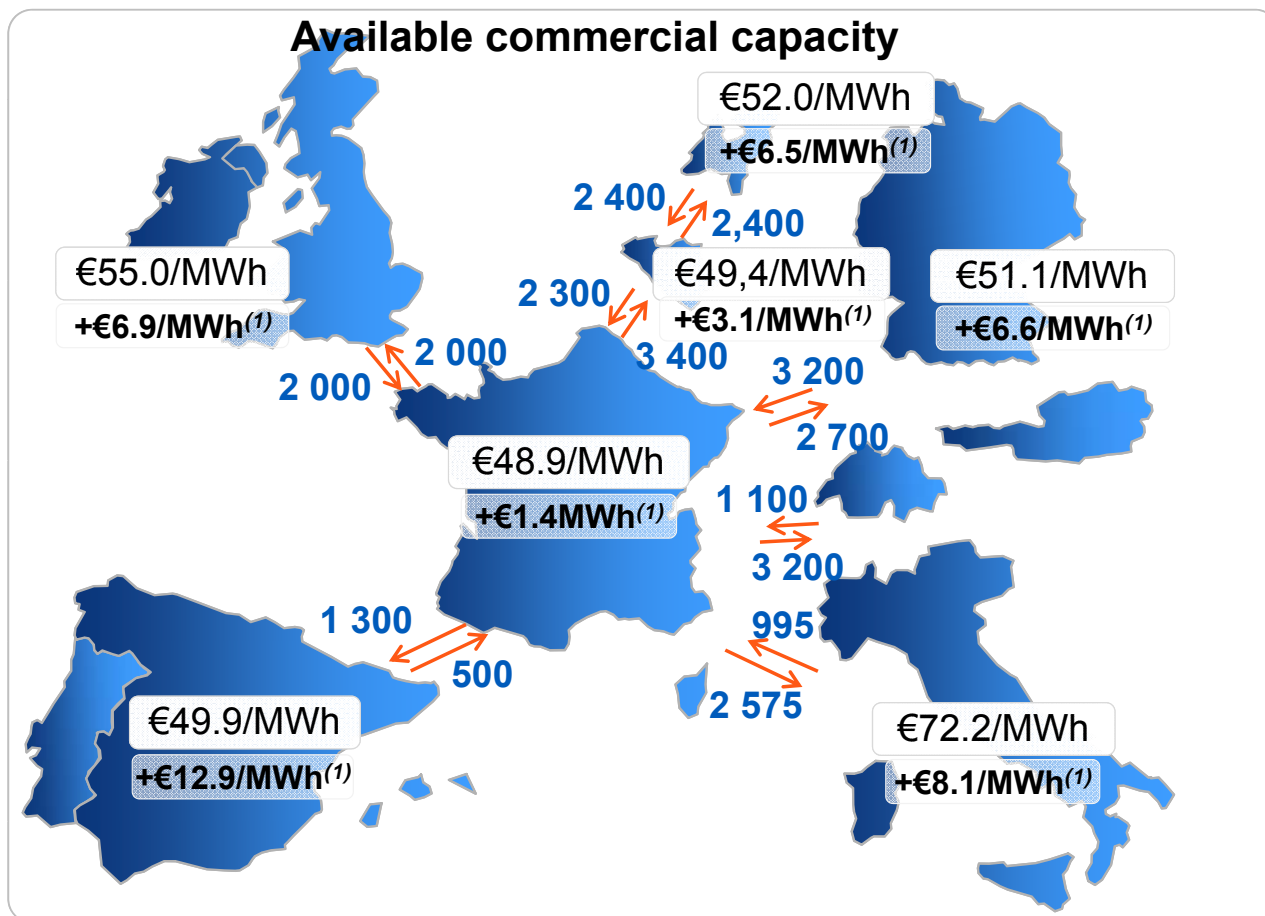 Available commercial capacity
€52.0/MWh
+€6.5/MWh(1)
2 400
2,400
€55.0/MWh
+€6.9/MWh(1)
€49,4/MWh
+€3.1/MWh(1)
€51.1/MWh
+€6.6/MWh(1)
2 300
3 400
2 000
2 000
3 200
2 700
€48.9/MWh
+€1.4MWh(1)
1 100
3 200
1 300
500
995
2 575
€49.9/MWh
+€12.9/MWh(1)
€72.2/MWh
+€8.1/MWh(1)